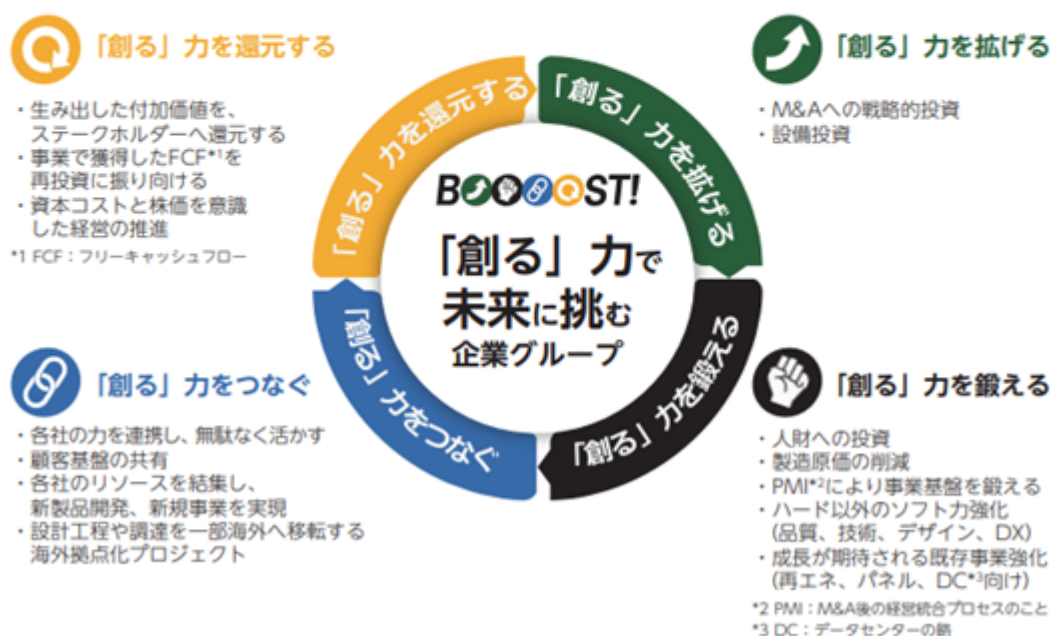 「創る」力を還元する
・生み出した付加価値を、
ステークホルダーへ還元する
・事業で獲得したFCF*1を
再投資に振り向ける
・資本コストと株価を意識
した経営の推進
*1 FCF：フリーキャッシュフロー
「創る」力を拡げる
・M&Aへの戦略的投資
・設備投資
「創る」力を還元する
「創る」力を拡げる
「創る」力を鍛える
「創る」力をつなぐ
BOOOOST!
「創る」力で
未来に挑む
企業グループ
「創る」力をつなぐ
・各社の力を連携し、無駄なく活かす
・顧客基盤の共有
・各社のリソースを結集し、
新製品開発、新規事業を実現
・設計工程や調達を一部海外へ移転する
海外拠点化プロジェクト
「創る」力を鍛える
・人財への投資
・製造原価の削減
・PMI*2により事業基盤を鍛える
・ハード以外のソフト力強化
(品質、技術、デザイン、DX)
・成長が期待される既存事業強化
(再エネ、パネル、DC*3向け)
*2 PMI：M&A後の経営統合プロセスのこと
*3 DC：データセンターの略